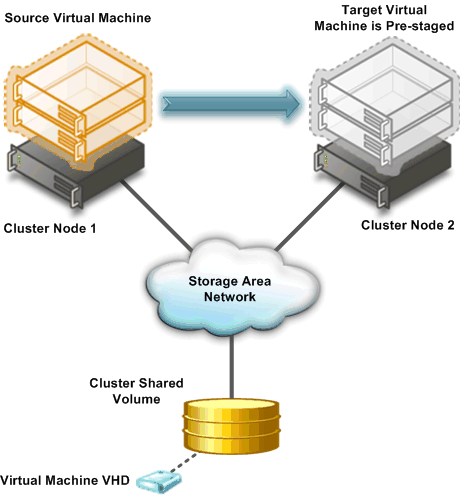 Source Virtual Machine
Target Virtual
Machine is Pre-staged
Cluster Node 1
Cluster Node 2
Storage Area
Network
Cluster Shared
Volume
Virtual Machine VHD